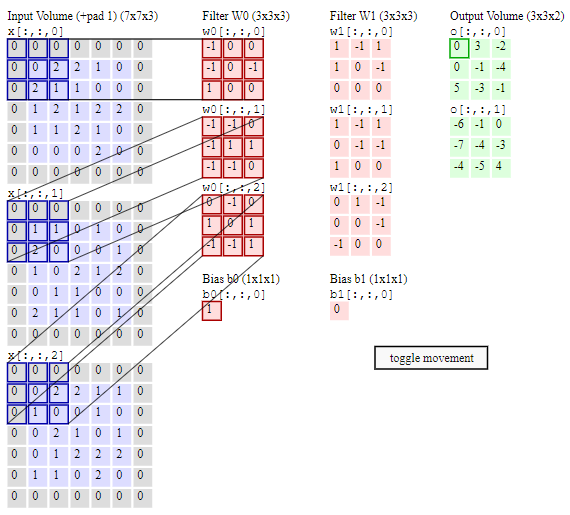 Input Volume (+pad 1) (7x7x3)
x[:,:,0]
0 0 0 0 0 0 0
0 0 2 2 1 0 0
0 2 1 1 0 0 0
0 1 2 1 2 2 0
0 1 1 2 1 0 0
0 0 0 0 2 0 0
0 0 0 0 0 0 0
x[:,:,1]
0 0 0 0 0 0 0
0 1 1 0 1 0 0
0 2 0 0 0 1 0
0 1 0 2 1 2 0
0 0 1 1 0 0 0
0 2 1 1 0 1 0
0 0 0 0 0 0 0
x[:,:,2]
0 0 0 0 0 0 0
0 0 2 2 1 1 0
0 1 0 0 1 0 0
0 0 2 1 0 1 0
0 0 1 2 2 2 0
0 1 1 0 2 0 0
0 0 0 0 0 0 0
Filter W0 (3x3x3)
w0[:,:,0]
-1 0 0
-1 0 -1
1 0 0
w0[:,:,1]
-1 -1 0
-1 1 1
-1 -1 0
w0[:,:,2]
0 -1 0
1 0 1
-1 -1 1
Bias b0 (1x1x1)
b0[:,:,0]
1
Filter W1 (3x3x3)
w1[:,:,0]
1 -1 1
1 0 -1
0 0 0
w1[:,:,1]
1 -1 1
0 -1 -1
1 0 0
w1[:,:,2]
0 1 -1
0 0 -1
-1 0 0
Bias b1 (1x1x1)
b1[:,:,0]
0
Output Volume (3x3x2)
o[:,:,0]
0 3 -2
0 -1 -4
5 -3 -1
o[:,:,1]
-6 -1 0
-7 -4 -3
-4 -5 4
toggle movement